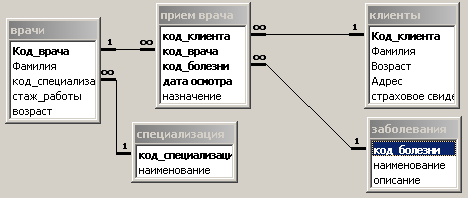 врачи
Код_врача
Фамилия
код_специализа
стаж_работы
возраст
1
∞
∞
1
прием врача
код_клиента
код_врача
код_болезни
дата осмотра
назначение
∞
∞
1
1
клиенты
Код_клиента
Фамилия
Возраст
Адрес
страховое свиде
специализация
код_специализаци
наименование
заболевания
код_болезни
наименование
описание